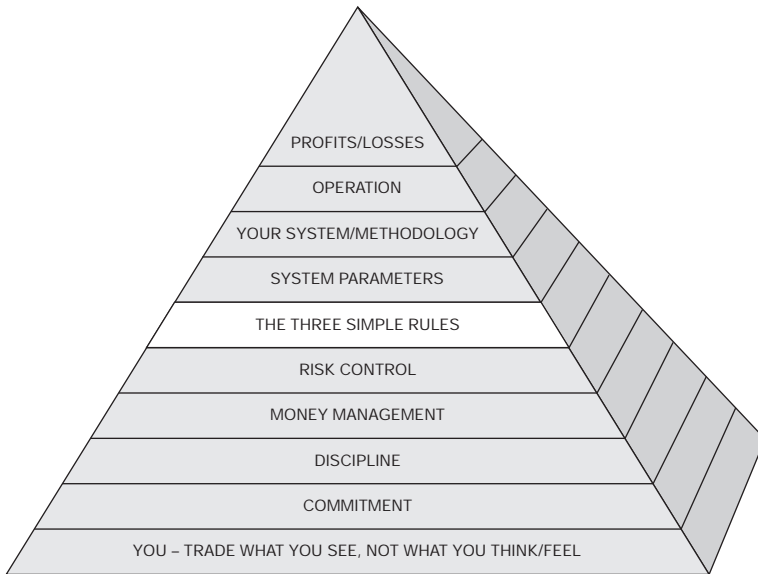 PROFITS/LOSSES
OPERATION
YOUR SYSTEM/METHODOLOGY
SYSTEM PARAMETERS
THE THREE SIMPLE RULES
RISK CONTROL
MONEY MANAGEMENT
DISCIPLINE
COMMITMENT
YOU – TRADE WHAT YOU SEE, NOT WHAT YOU THINK/FEEL